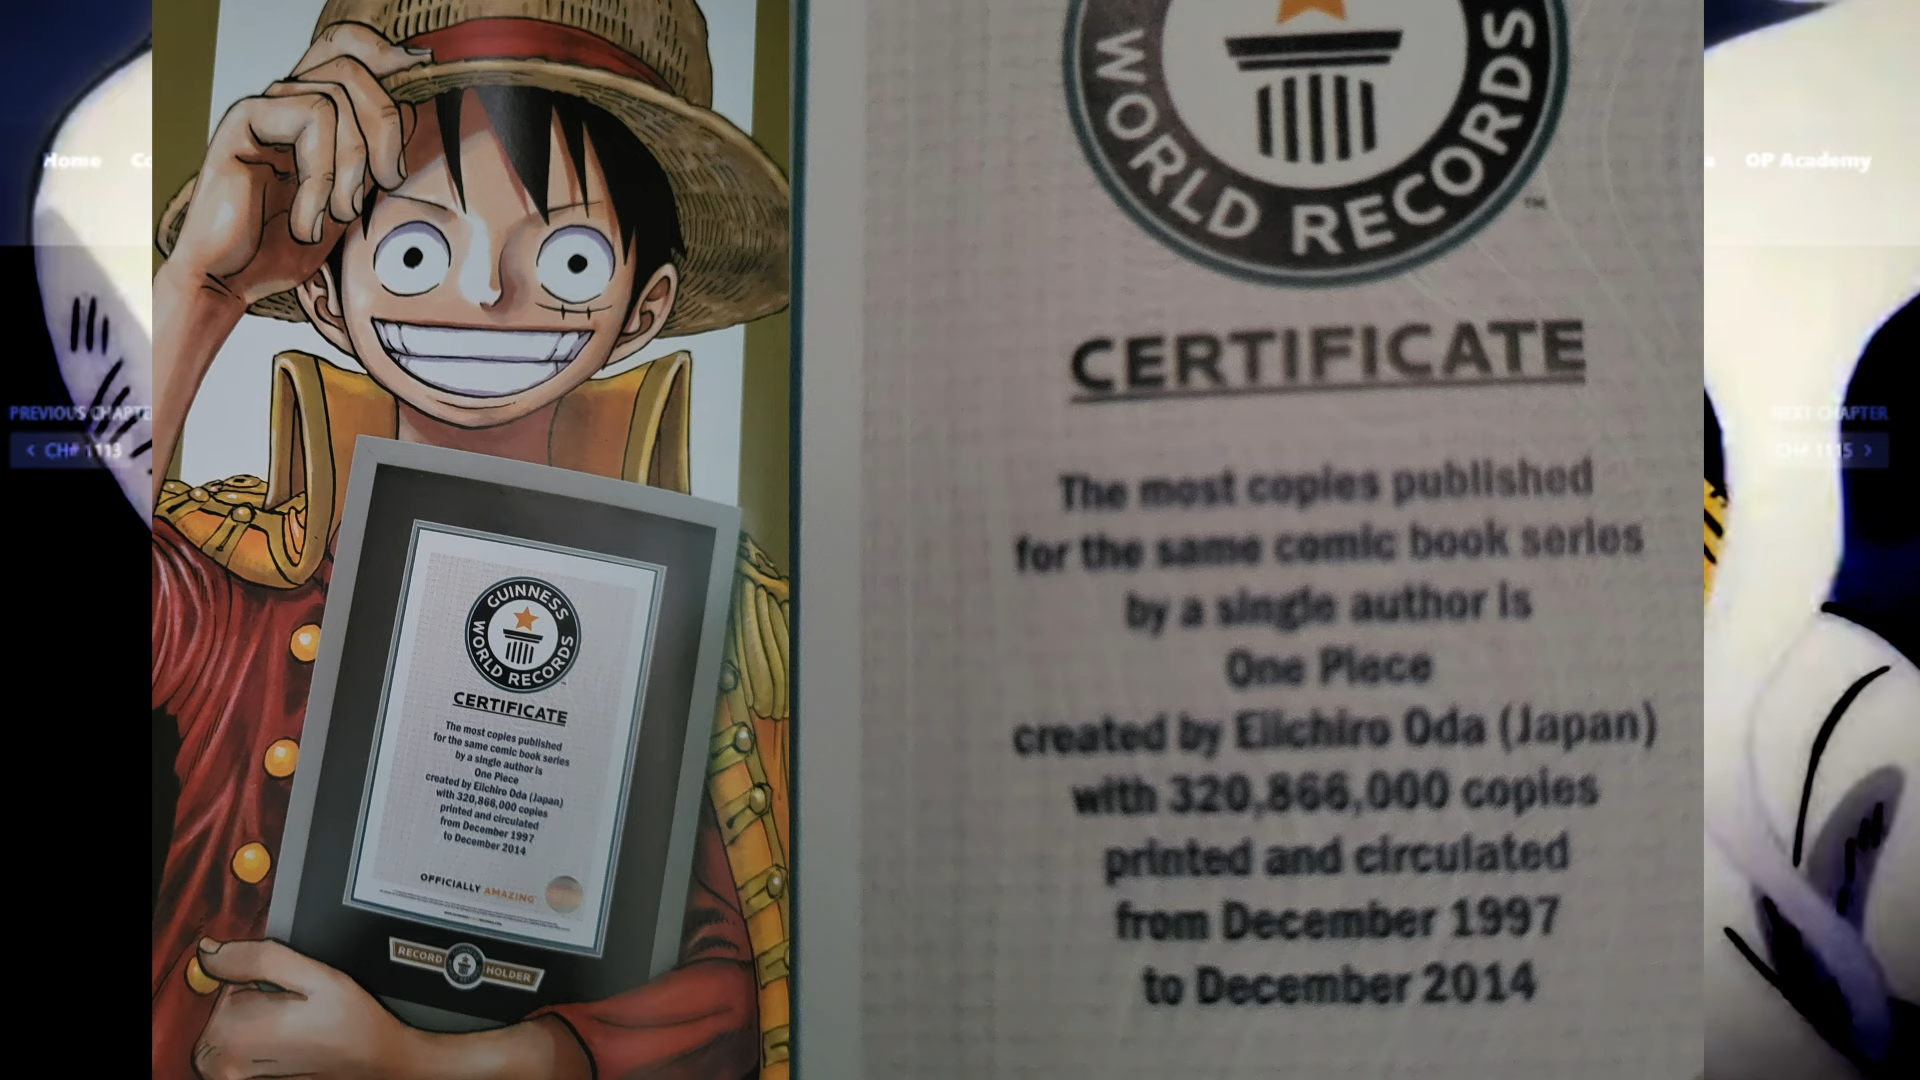 Home
OP Academy
PREVIOUS CHAPTE
< CH# 1113
NEXT CHAPTER
CH# 1115 >
GUINNESS
WORLD RECORDS
CERTIFICATE
The most copies published
for the same comic book series
by a single author is
One Piece
created by Eiichiro Oda (Japan)
with 320,866,000 copies
printed and circulated
from December 1997
to December 2014
OFFICIALLY AMAZING
RECORD HOLDER
WORLD RECORDS
TM
CERTIFICATE
The most copies published
for the same comic book series
by a single author is
One Piece
created by Eiichiro Oda (Japan)
with 320,866,000 copies
printed and circulated
from December 1997
to December 2014